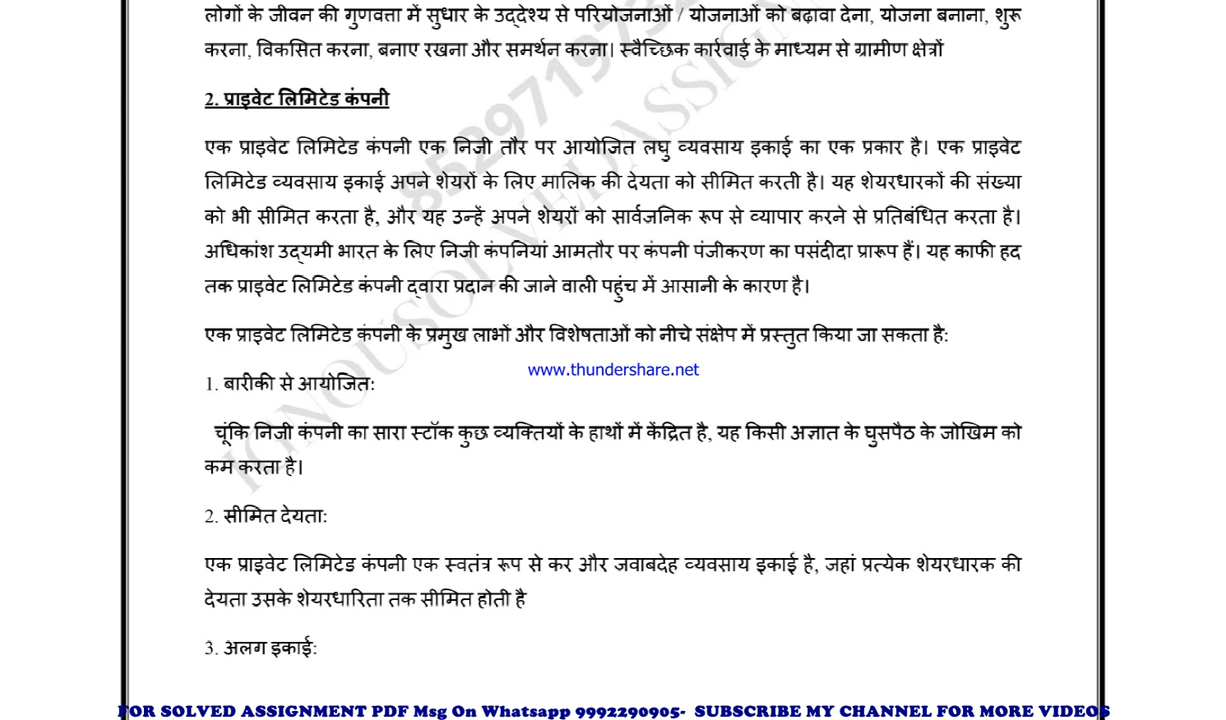 लोगों के जीवन की गुणवत्ता में सुधार के उद्देश्य से परियोजनाओं / योजनाओं को बढ़ावा देना, योजना बनाना, शुरू
करना, विकसित करना, बनाए रखना और समर्थन करना। स्वैच्छिक कार्रवाई के माध्यम से ग्रामीण क्षेत्रों
2. प्राइवेट लिमिटेड कंपनी
एक प्राइवेट लिमिटेड कंपनी एक निजी तौर पर आयोजित लघु व्यवसाय इकाई का एक प्रकार है। एक प्राइवेट
लिमिटेड व्यवसाय इकाई अपने शेयरों के लिए मालिक की देयता को सीमित करती है। यह शेयरधारकों की संख्या
को भी सीमित करता है, और यह उन्हें अपने शेयरों को सार्वजनिक रूप से व्यापार करने से प्रतिबंधित करता है।
अधिकांश उद्यमी भारत के लिए निजी कंपनियां आमतौर पर कंपनी पंजीकरण का पसंदीदा प्रारूप हैं। यह काफी हद
तक प्राइवेट लिमिटेड कंपनी द्वारा प्रदान की जाने वाली पहुंच में आसानी के कारण है।
एक प्राइवेट लिमिटेड कंपनी के प्रमुख लाभों और विशेषताओं को नीचे संक्षेप में प्रस्तुत किया जा सकता है:
www.thundershare.net
1. बारीकी से आयोजित:
चूंकि निजी कंपनी का सारा स्टॉक कुछ व्यक्तियों के हाथों में केंद्रित है, यह किसी अज्ञात के घुसपैठ के जोखिम को
कम करता है।
2. सीमित देयता:
एक प्राइवेट लिमिटेड कंपनी एक स्वतंत्र रूप से कर और जवाबदेह व्यवसाय इकाई है, जहां प्रत्येक शेयरधारक की
देयता उसके शेयरधारिता तक सीमित होती है
3. अलग इकाई:
FOR SOLVED ASSIGNMENT PDF Msg On Whatsapp 9992290905- SUBSCRIBE MY CHANNEL FOR MORE VIDEOS